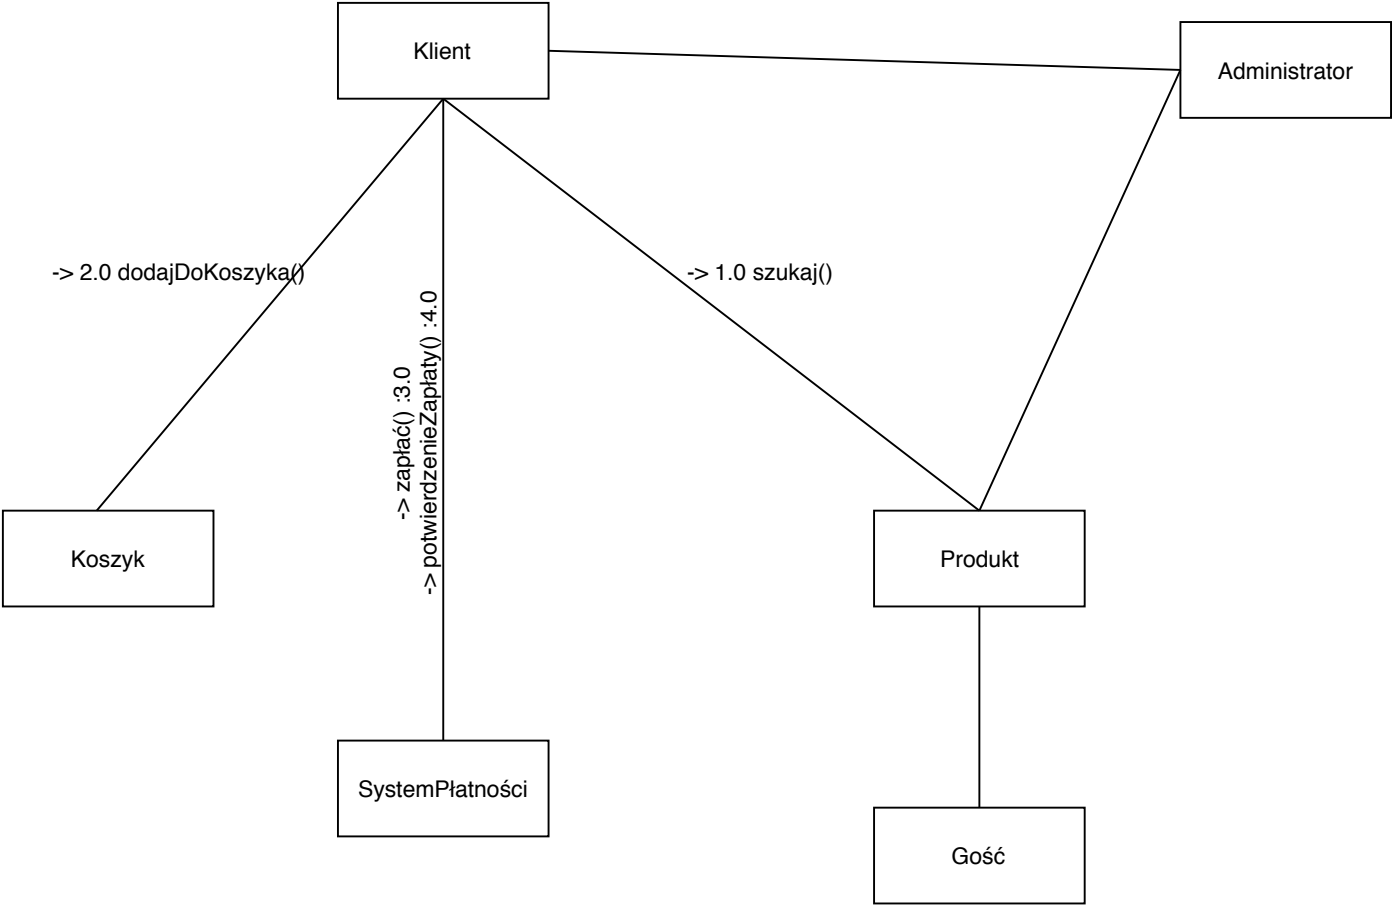 Klient
Administrator
-> 2.0 dodajDoKoszyka()
-> 1.0 szukaj()
-> zapłać() :3.0
-> potwierdzenieZapłaty() :4.0
Koszyk
Produkt
SystemPłatności
Gość